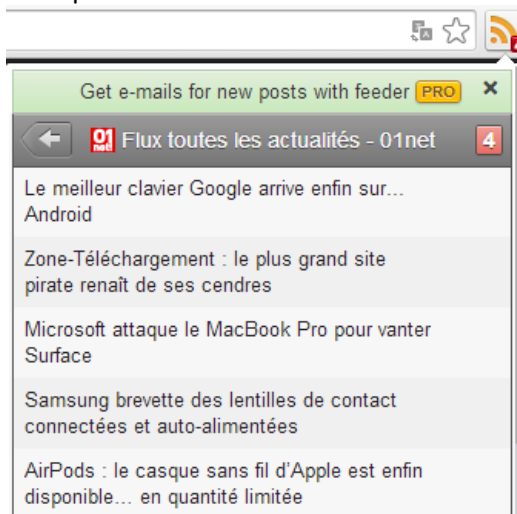 Get e-mails for new posts with feeder PRO ×
01net Flux toutes les actualités - 01net 4
Le meilleur clavier Google arrive enfin sur...
Android
Zone-Téléchargement : le plus grand site
pirate renaît de ses cendres
Microsoft attaque le MacBook Pro pour vanter
Surface
Samsung brevette des lentilles de contact
connectées et auto-alimentées
AirPods : le casque sans fil d'Apple est enfin
disponible... en quantité limitée